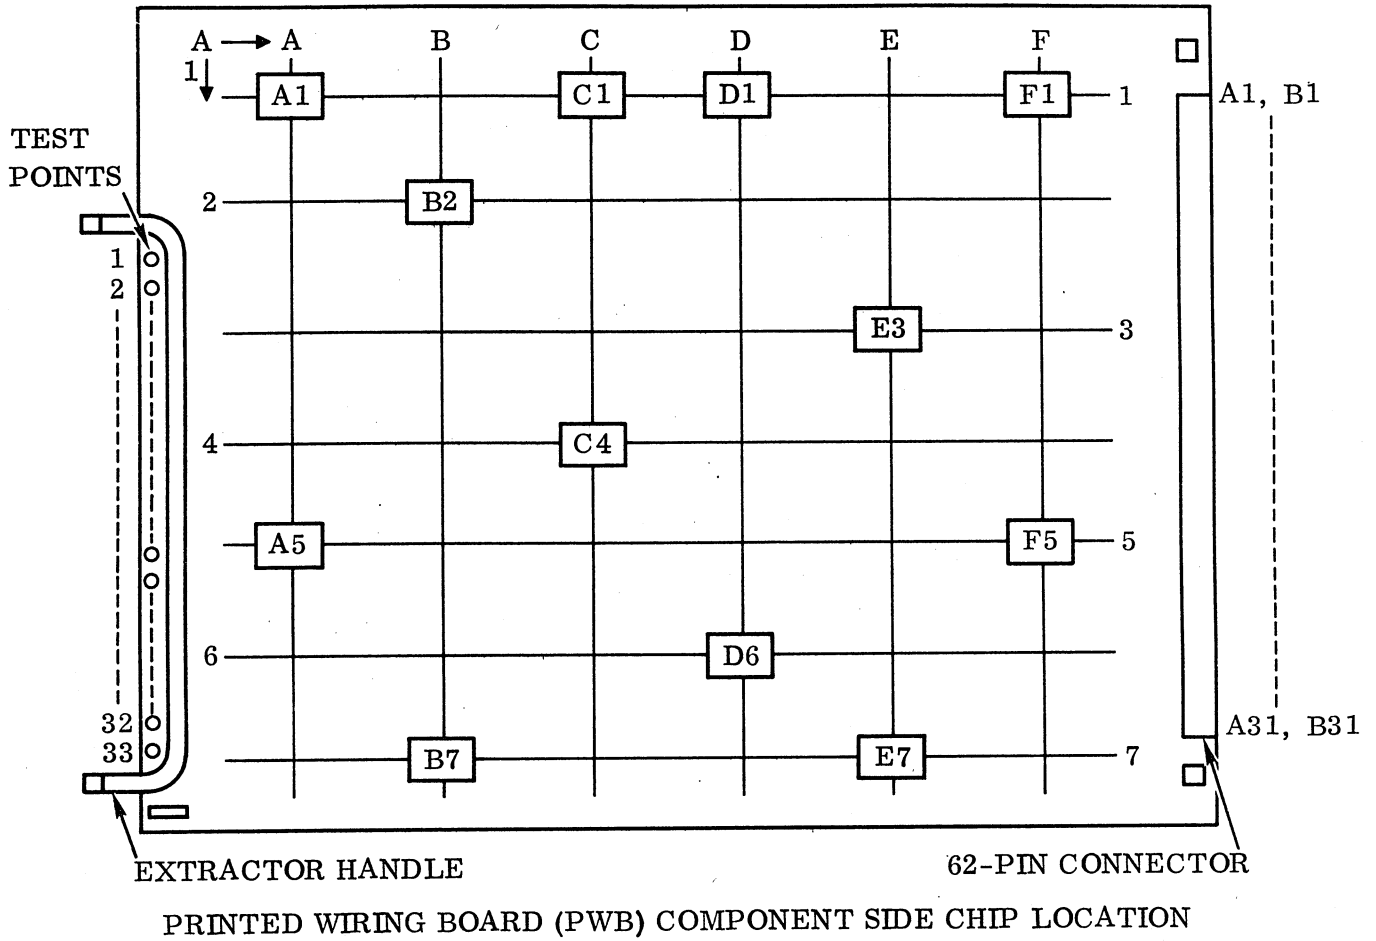 A A B C D E F
1
A1 C1 D1 F1 1 A1, B1
TEST
POINTS
2 B2
1
2
E3 3
4 C4
A5 F5 5
6 D6
32 A31, B31
33 B7 E7 7
EXTRACTOR HANDLE
62-PIN CONNECTOR
PRINTED WIRING BOARD (PWB) COMPONENT SIDE CHIP LOCATION